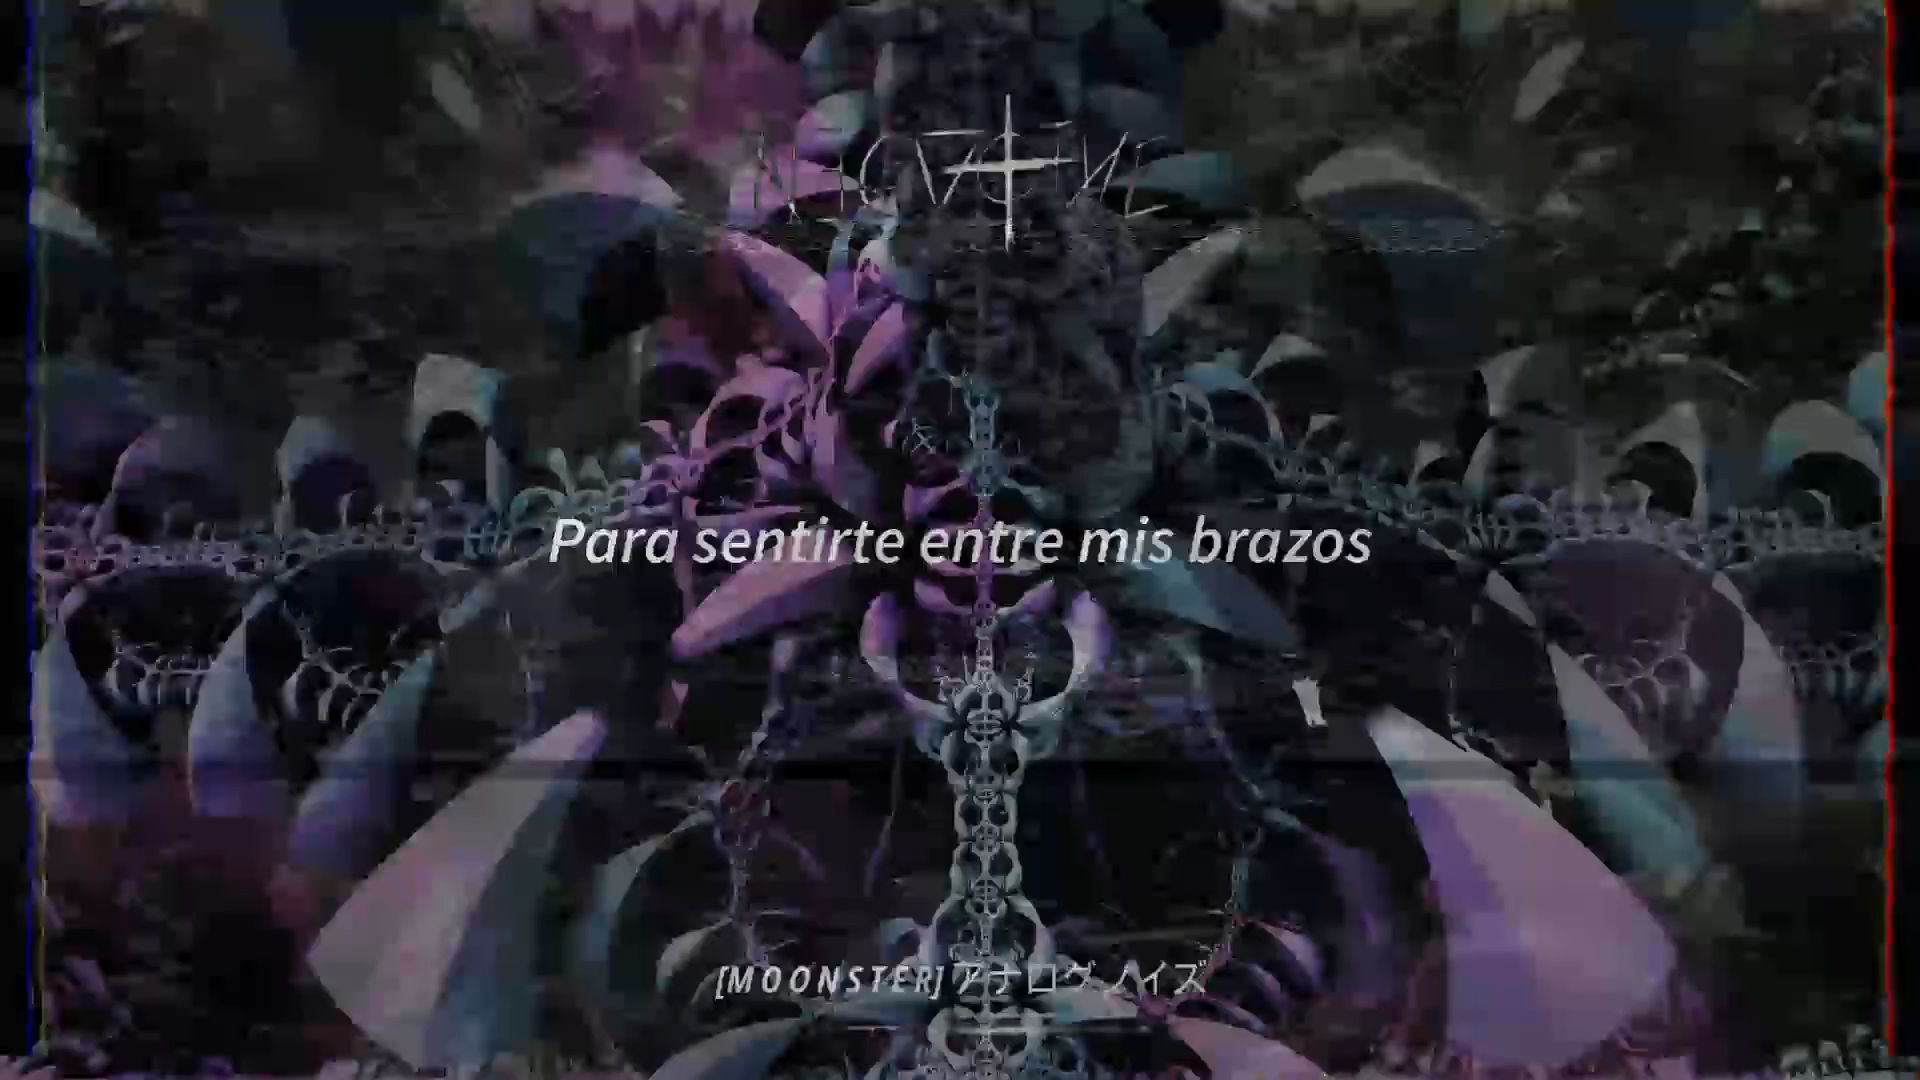 Para sentirte entre mis brazos
[MOONSTER] アナログノイズ